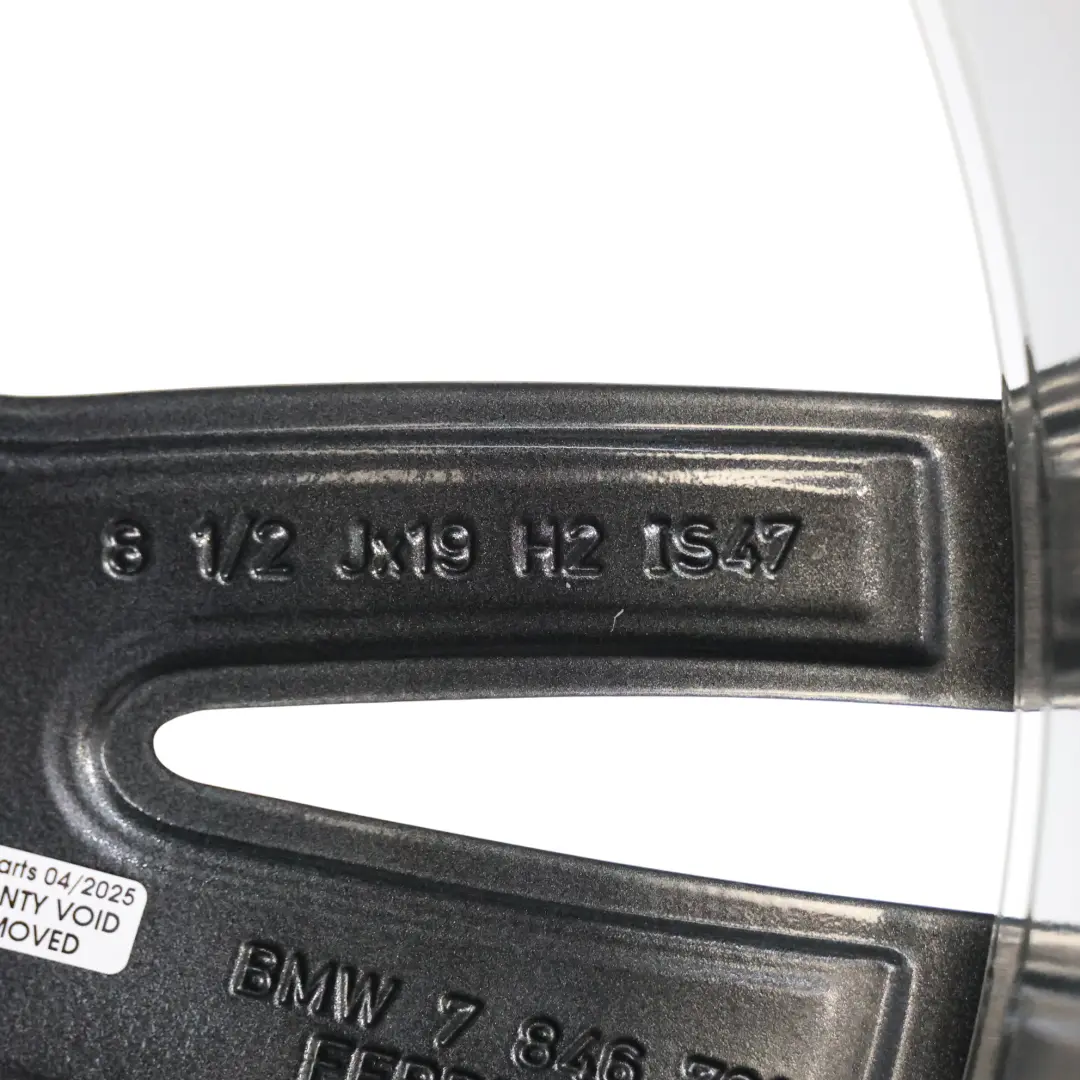 8 1/2 Jx19 H2 IS47
arts 04/2025
NTY VOID
MOVED
BMW 7 846